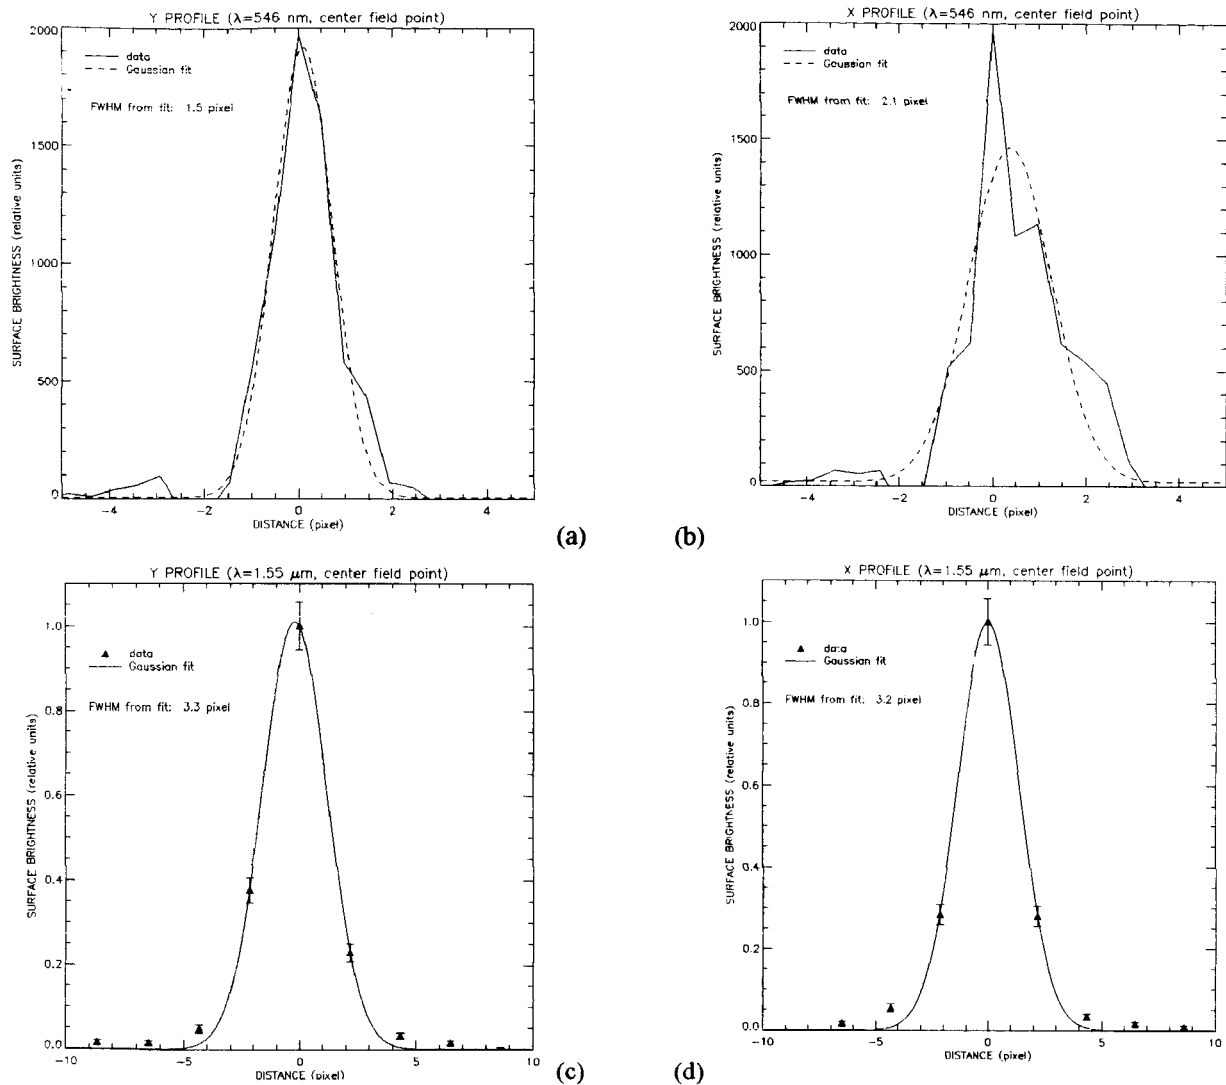 Y PROFILE (λ=546 nm, center field point)
2000
1500
1000
500
0
SURFACE BRIGHTNESS (relative units)
data
Gaussian fit
FWHM from fit: 1.5 pixel
-4 -2 0 2 4
DISTANCE (pixel)
(a)
X PROFILE (λ=546 nm, center field point)
2000
1500
1000
500
0
SURFACE BRIGHTNESS (relative units)
data
Gaussian fit
FWHM from fit: 2.1 pixel
-4 -2 0 2 4
DISTANCE (pixel)
(b)
Y PROFILE (λ=1.55 μm, center field point)
1.0
0.8
0.6
0.4
0.2
0.0
SURFACE BRIGHTNESS (relative units)
data
Gaussian fit
FWHM from fit: 3.3 pixel
-10 -5 0 5 10
DISTANCE (pixel)
(c)
X PROFILE (λ=1.55 μm, center field point)
1.0
0.8
0.6
0.4
0.2
0.0
SURFACE BRIGHTNESS (relative units)
data
Gaussian fit
FWHM from fit: 3.2 pixel
-10 -5 0 5 10
DISTANCE (pixel)
(d)